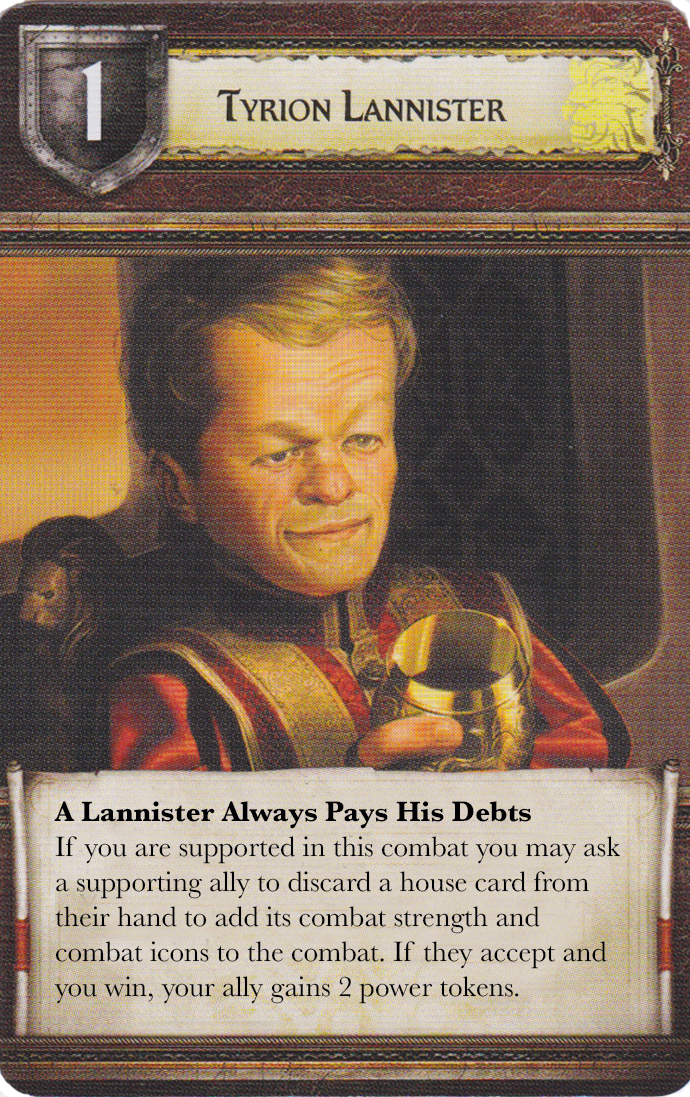 1
Tyrion Lannister
A Lannister Always Pays His Debts
If you are supported in this combat you may ask
a supporting ally to discard a house card from
their hand to add its combat strength and
combat icons to the combat. If they accept and
you win, your ally gains 2 power tokens.